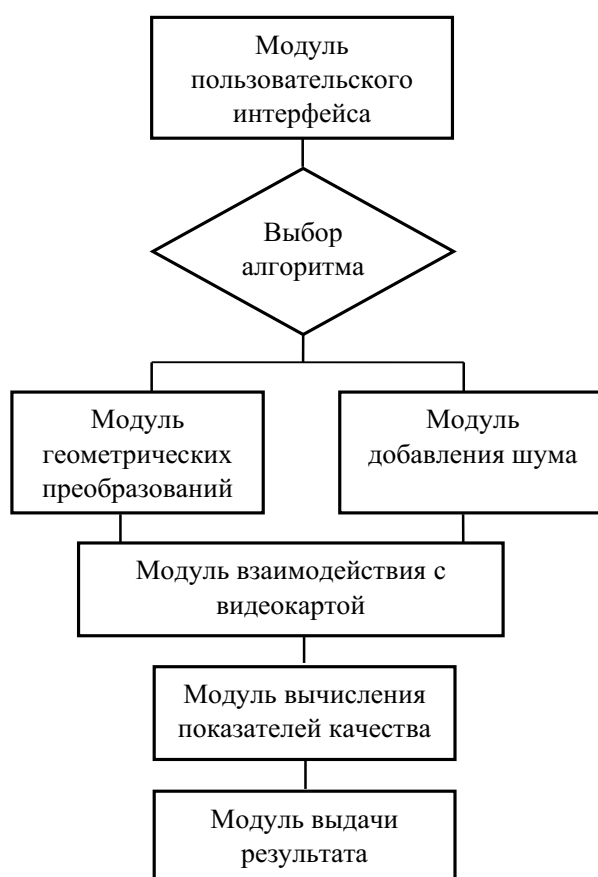 Модуль
пользовательского
интерфейса
Выбор
алгоритма
Модуль
геометрических
преобразований
Модуль
добавления шума
Модуль взаимодействия с
видеокартой
Модуль вычисления
показателей качества
Модуль выдачи
результата